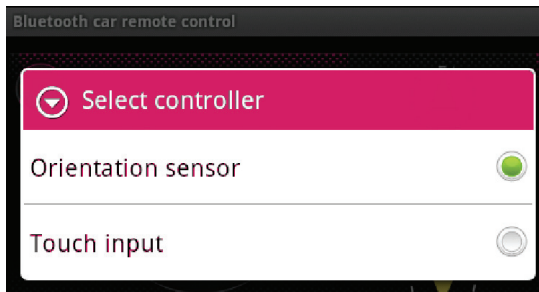 Bluetooth car remote control
Select controller
Orientation sensor
Touch input